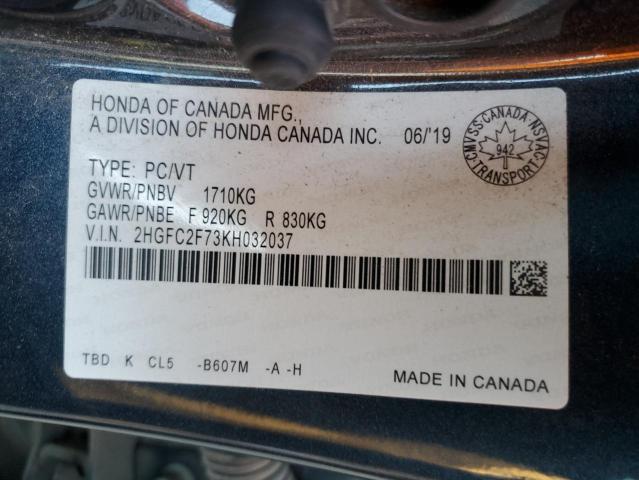 HONDA OF CANADA MFG.,
A DIVISION OF HONDA CANADA INC. 06/'19
CMVSS-CANADA-NSVAC
942
TRANSPORT
TYPE: PC/VT
GVWR/PNBV 1710KG
GAWR/PNBE F 920KG R 830KG
V.I.N. 2HGFC2F73KH032037
TBD K CL5 -B607M -A -H
MADE IN CANADA